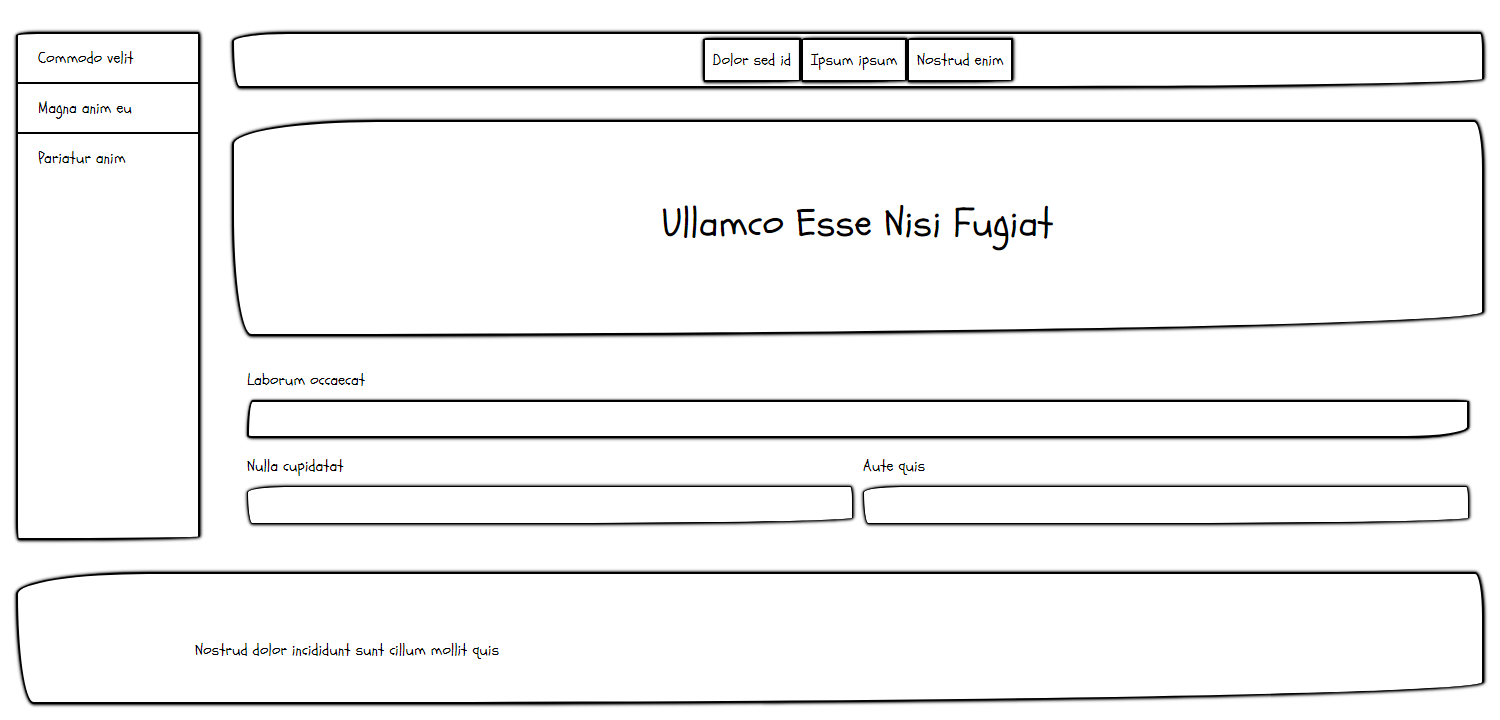 Commodo velit
Magna anim eu
Pariatur anim
Dolor sed id
Ipsum ipsum
Nostrud enim
Ullamco Esse Nisi Fugiat
Laborum occaecat
Nulla cupidatat
Aute quis
Nostrud dolor incididunt sunt cillum mollit quis